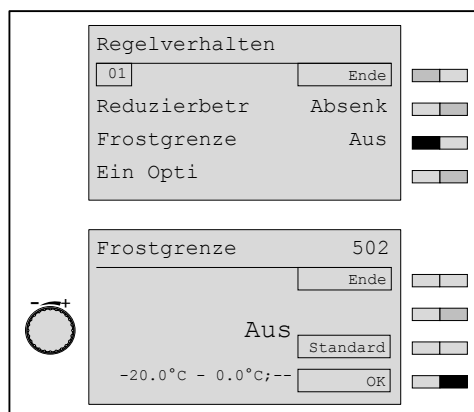 Regelverhalten
01 Ende
Reduzierbetr Absenk
Frostgrenze Aus
Ein Opti
Frostgrenze 502
Ende
- +
Aus
Standard
-20.0°C - 0.0°C;-- OK